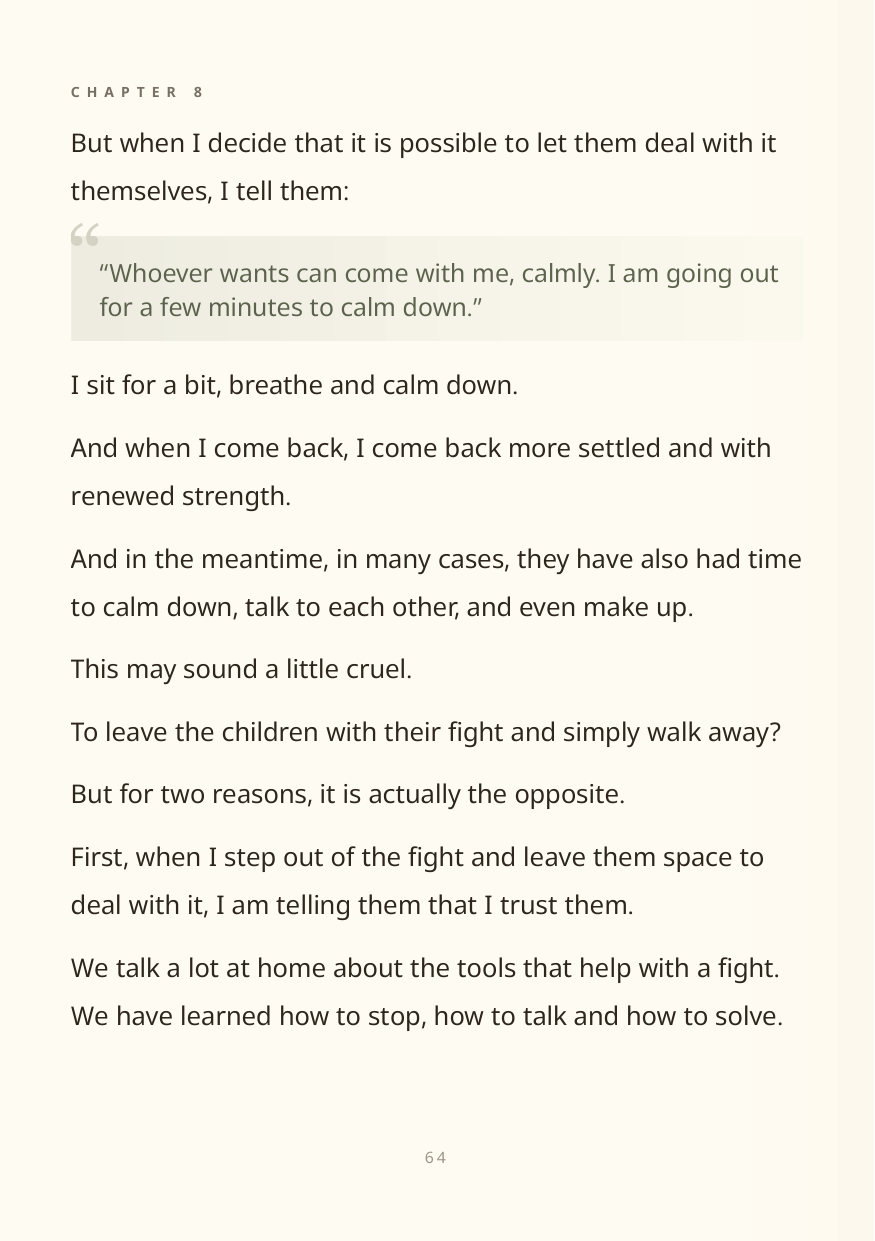 CHAPTER 8
But when I decide that it is possible to let them deal with it
themselves, I tell them:
“
“Whoever wants can come with me, calmly. I am going out
for a few minutes to calm down.”
I sit for a bit, breathe and calm down.
And when I come back, I come back more settled and with
renewed strength.
And in the meantime, in many cases, they have also had time
to calm down, talk to each other, and even make up.
This may sound a little cruel.
To leave the children with their fight and simply walk away?
But for two reasons, it is actually the opposite.
First, when I step out of the fight and leave them space to
deal with it, I am telling them that I trust them.
We talk a lot at home about the tools that help with a fight.
We have learned how to stop, how to talk and how to solve.
64